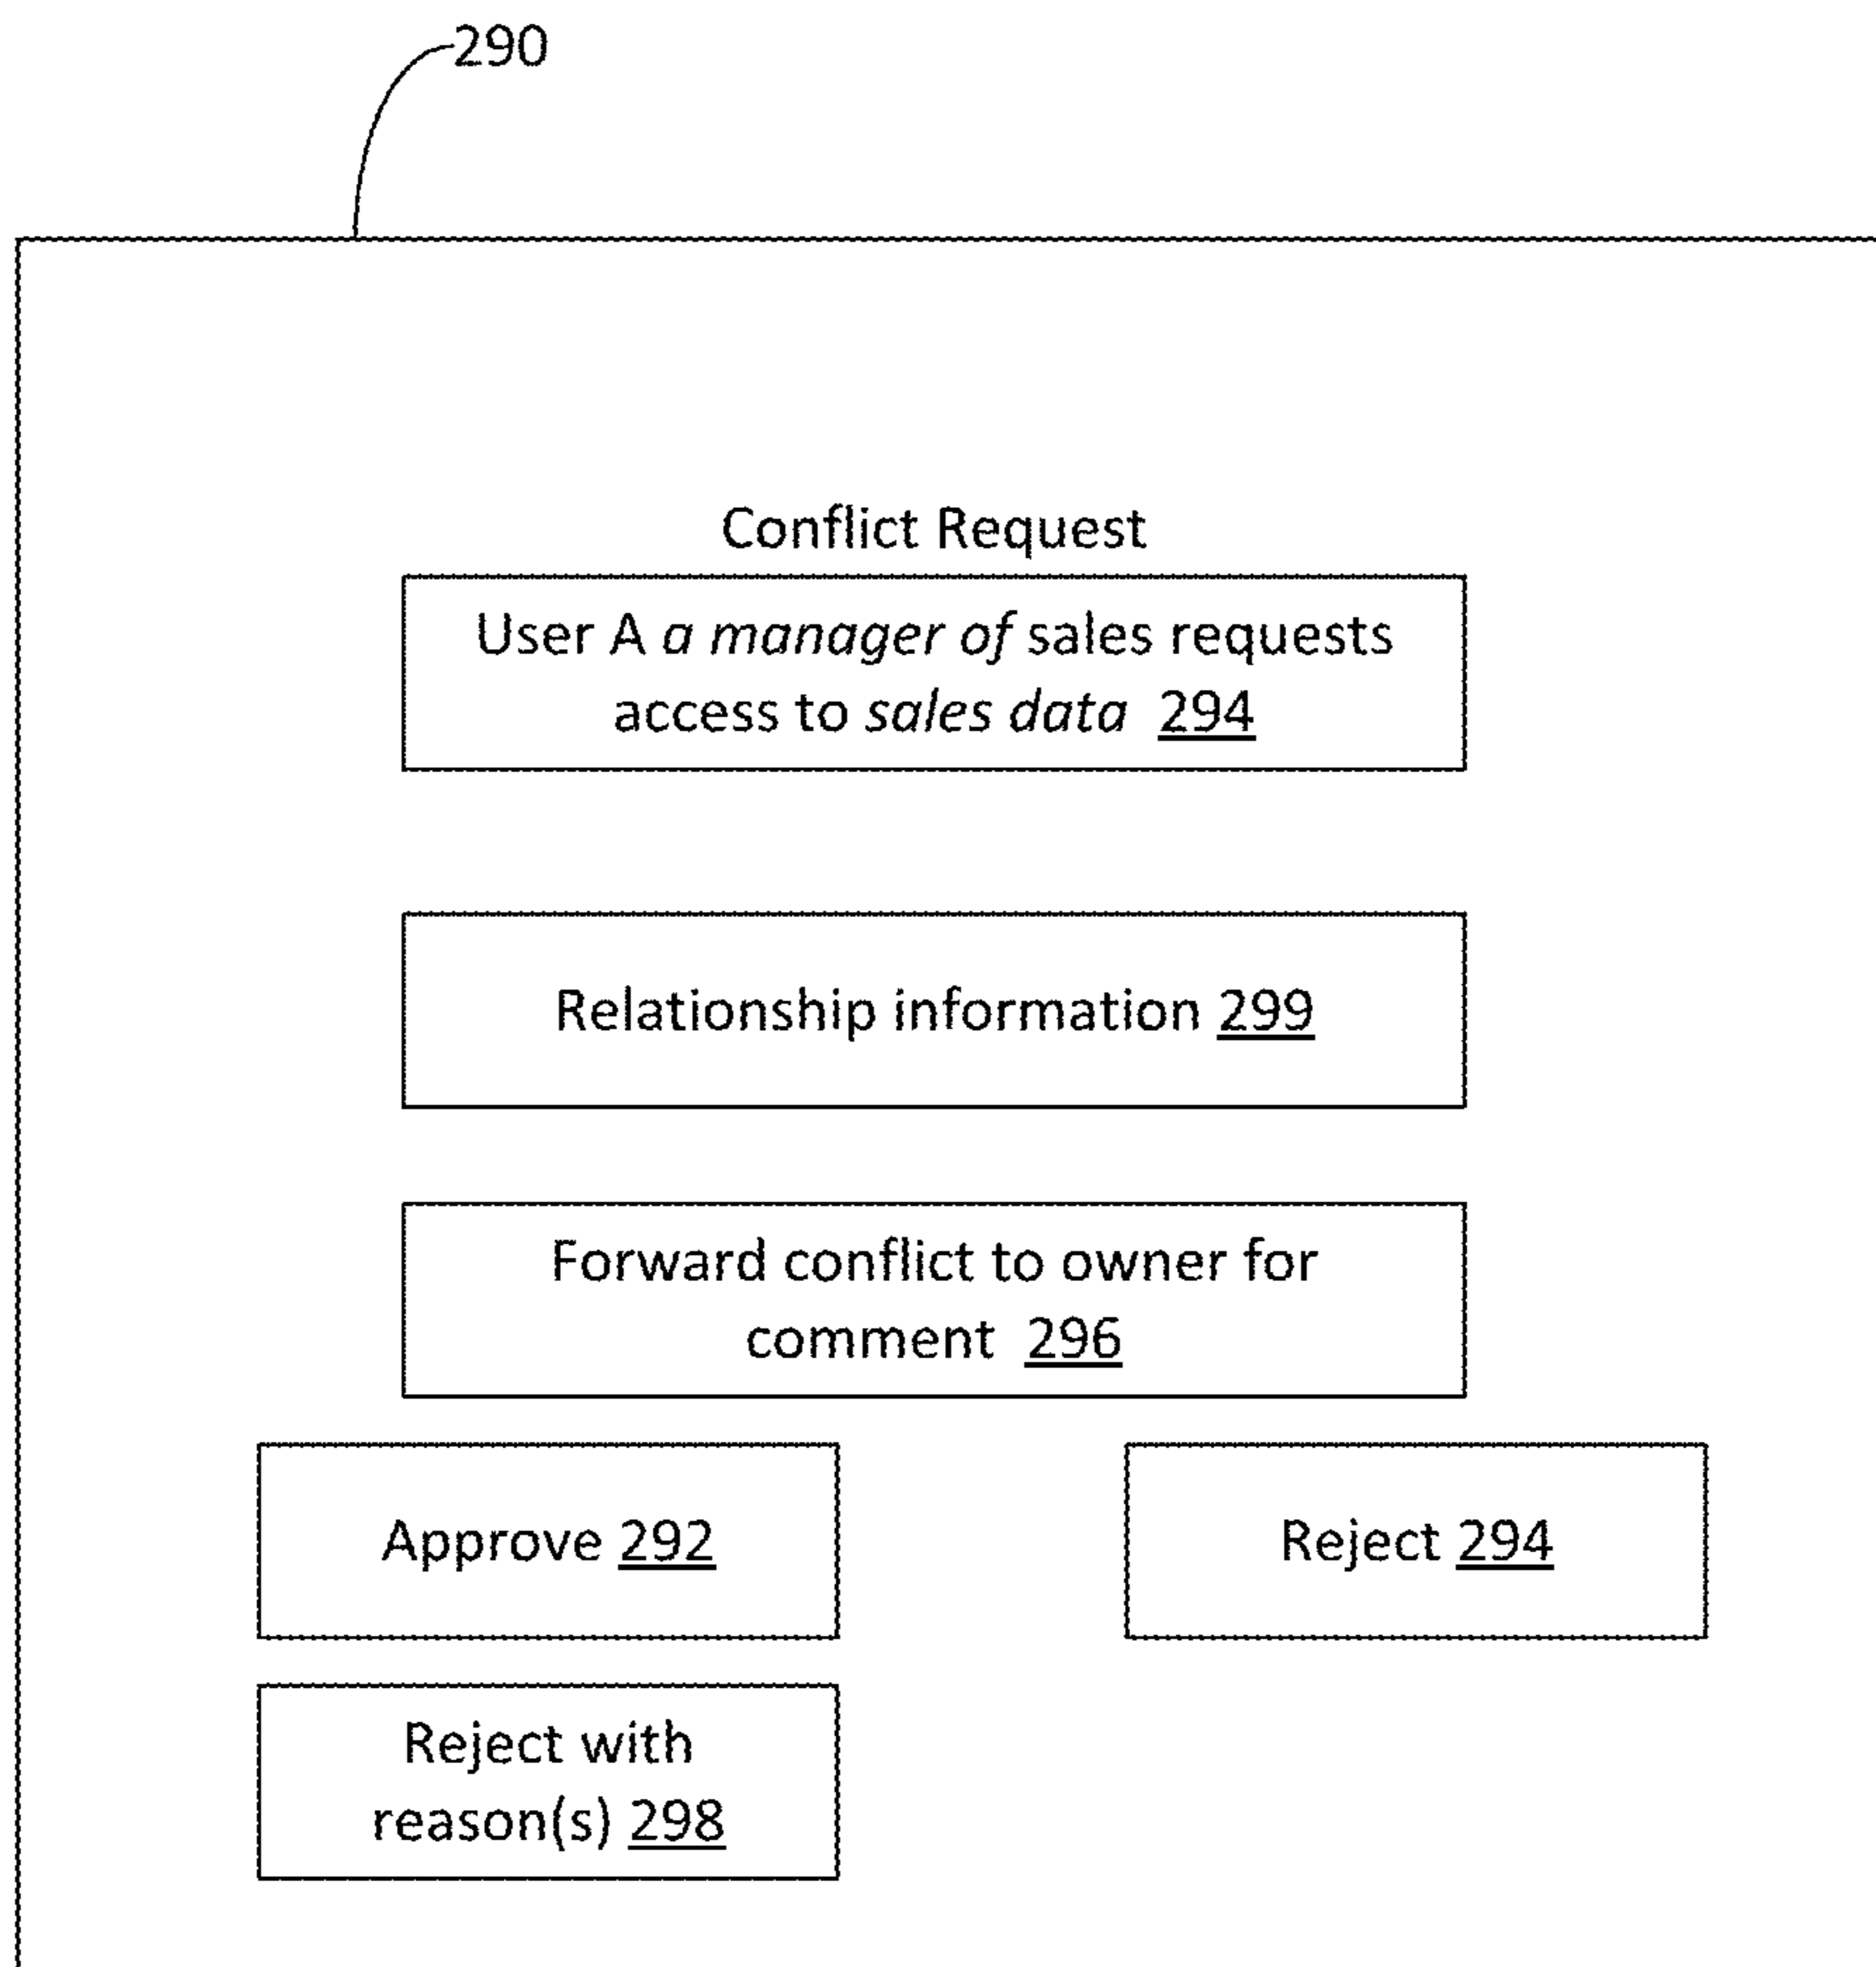 290
Conflict Request
User A a manager of sales requests
access to sales data 294
Relationship information 299
Forward conflict to owner for
comment 296
Approve 292
Reject 294
Reject with
reason(s) 298